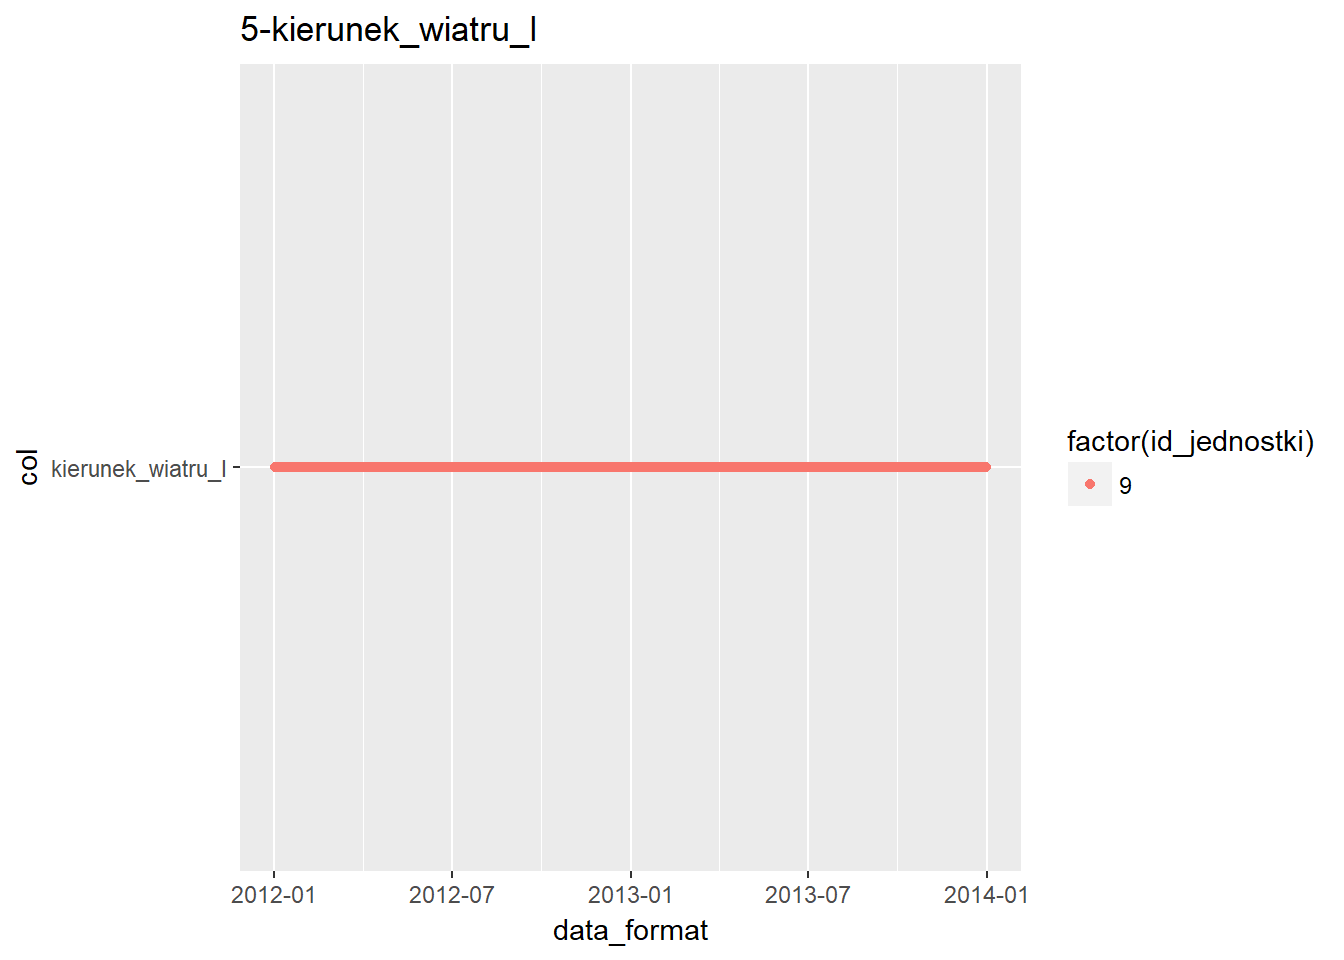 5-kierunek_wiatru_l
col
kierunek_wiatru_l
factor(id_jednostki)
9
2012-01 2012-07 2013-01 2013-07 2014-01
data_format